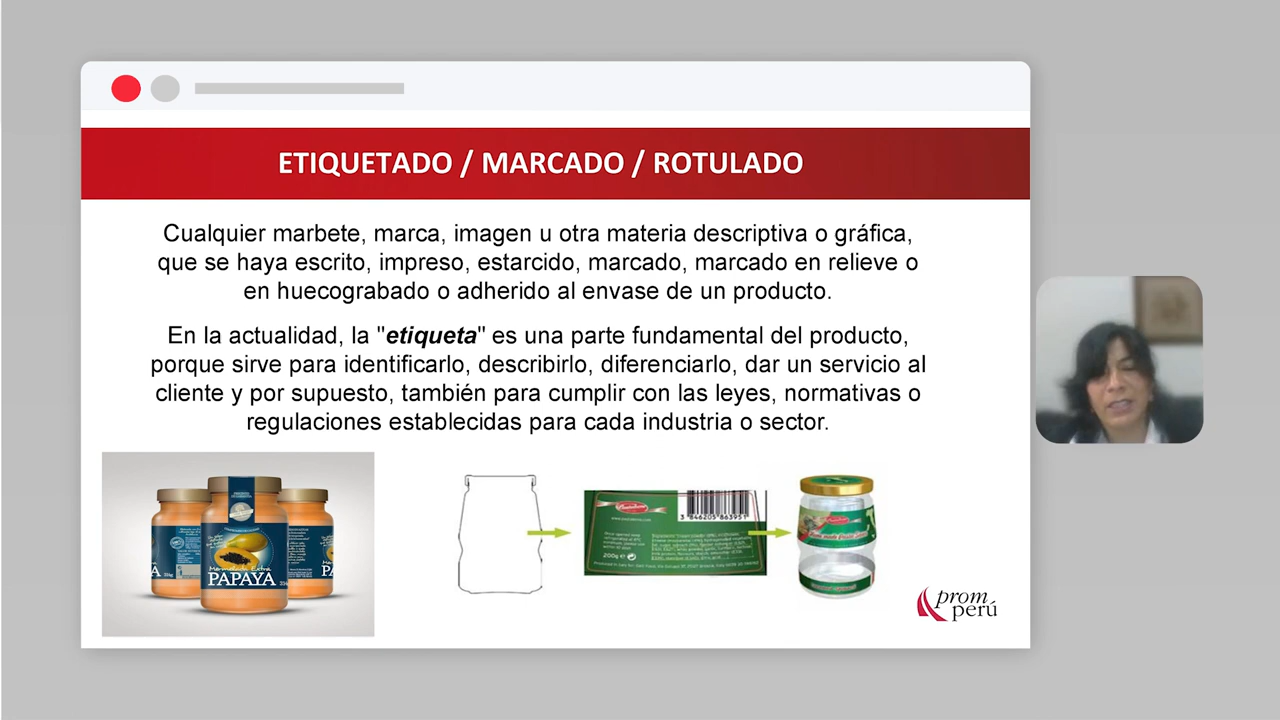 ETIQUETADO / MARCADO / ROTULADO
Cualquier marbete, marca, imagen u otra materia descriptiva o gráfica,
que se haya escrito, impreso, estarcido, marcado, marcado en relieve o
en huecograbado o adherido al envase de un producto.
En la actualidad, la "etiqueta" es una parte fundamental del producto,
porque sirve para identificarlo, describirlo, diferenciarlo, dar un servicio al
cliente y por supuesto, también para cumplir con las leyes, normativas o
regulaciones establecidas para cada industria o sector.
Mermelada Extra
PAPAYA
200g
prom
perú